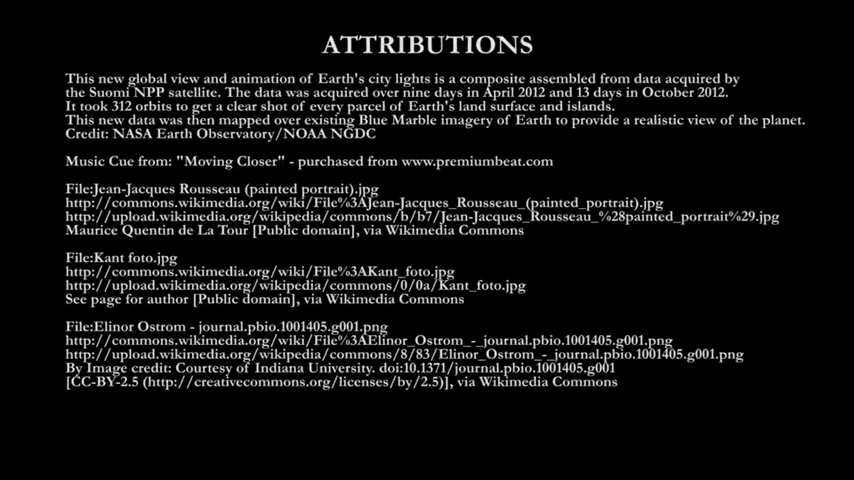 ATTRIBUTIONS
This new global view and animation of Earth's city lights is a composite assembled from data acquired by
the Suomi NPP satellite. The data was acquired over nine days in April 2012 and 13 days in October 2012.
It took 312 orbits to get a clear shot of every parcel of Earth's land surface and islands.
This new data was then mapped over existing Blue Marble imagery of Earth to provide a realistic view of the planet.
Credit: NASA Earth Observatory/NOAA NGDC
Music Cue from: "Moving Closer" - purchased from www.premiumbeat.com
File:Jean-Jacques Rousseau (painted portrait).jpg
http://commons.wikimedia.org/wiki/File%3AJean-Jacques_Rousseau_(painted_portrait).jpg
http://upload.wikimedia.org/wikipedia/commons/b/b7/Jean-Jacques_Rousseau_%28painted_portrait%29.jpg
Maurice Quentin de La Tour [Public domain], via Wikimedia Commons
File:Kant foto.jpg
http://commons.wikimedia.org/wiki/File%3AKant_foto.jpg
http://upload.wikimedia.org/wikipedia/commons/0/0a/Kant_foto.jpg
See page for author [Public domain], via Wikimedia Commons
File:Elinor Ostrom - journal.pbio.1001405.g001.png
http://commons.wikimedia.org/wiki/File%3AElinor_Ostrom_-_journal.pbio.1001405.g001.png
http://upload.wikimedia.org/wikipedia/commons/8/83/Elinor_Ostrom_-_journal.pbio.1001405.g001.png
By Image credit: Courtesy of Indiana University. doi:10.1371/journal.pbio.1001405.g001
[CC-BY-2.5 (http://creativecommons.org/licenses/by/2.5)], via Wikimedia Commons